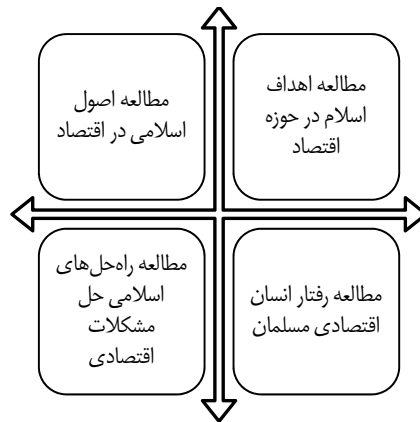 مطالعه اهداف
اسلام در حوزه
اقتصاد
مطالعه اصول
اسلامی در اقتصاد
مطالعه رفتار انسان
اقتصادی مسلمان
مطالعه راه‌حل‌های
اسلامی حل
مشکلات
اقتصادی